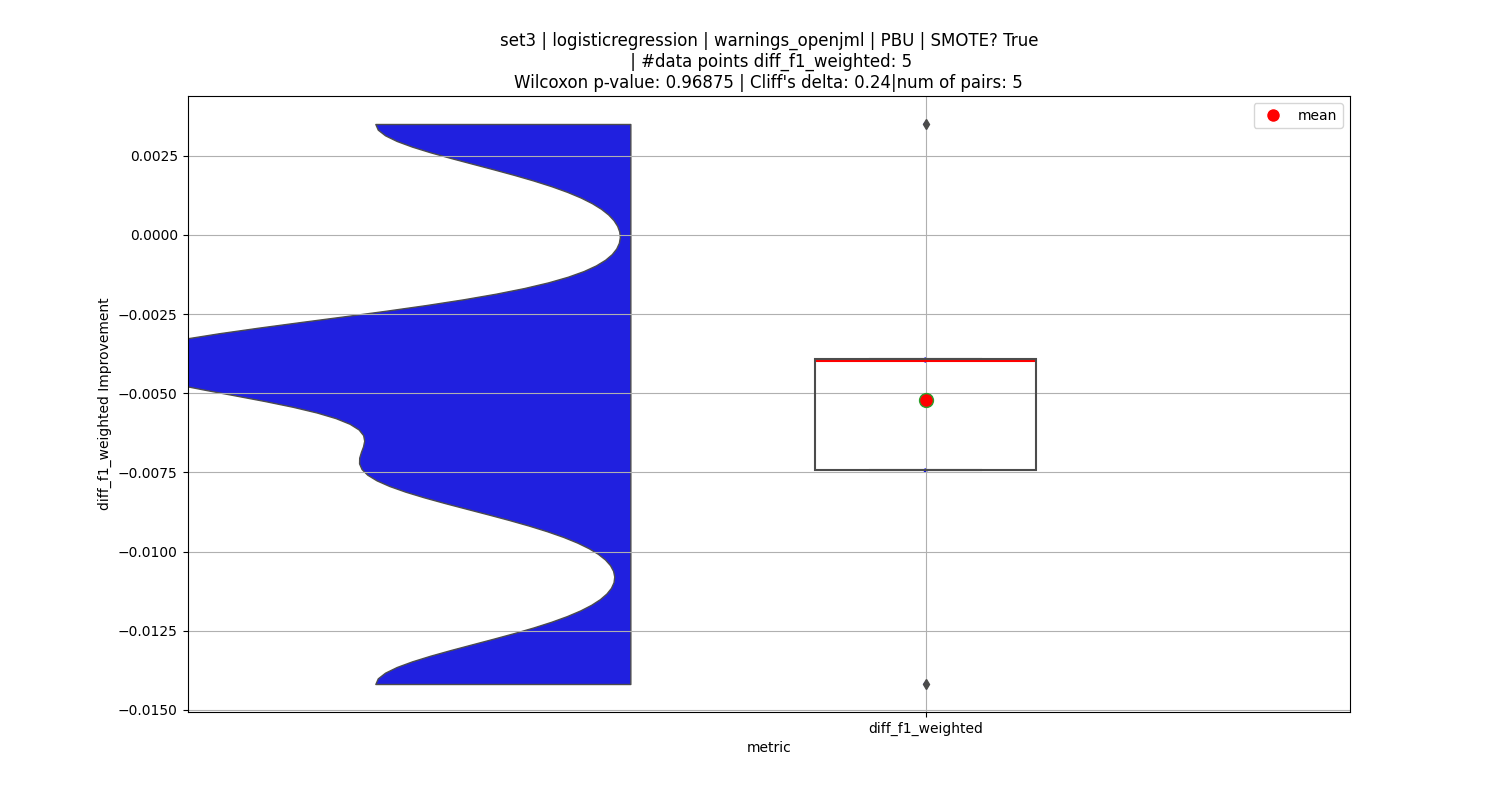 set3 | logisticregression | warnings_openjml | PBU | SMOTE? True
| #data points diff_f1_weighted: 5
Wilcoxon p-value: 0.96875 | Cliff's delta: 0.24|num of pairs: 5
mean
0.0025
0.0000
−0.0025
−0.0050
−0.0075
−0.0100
−0.0125
−0.0150
diff_f1_weighted Improvement
diff_f1_weighted
metric